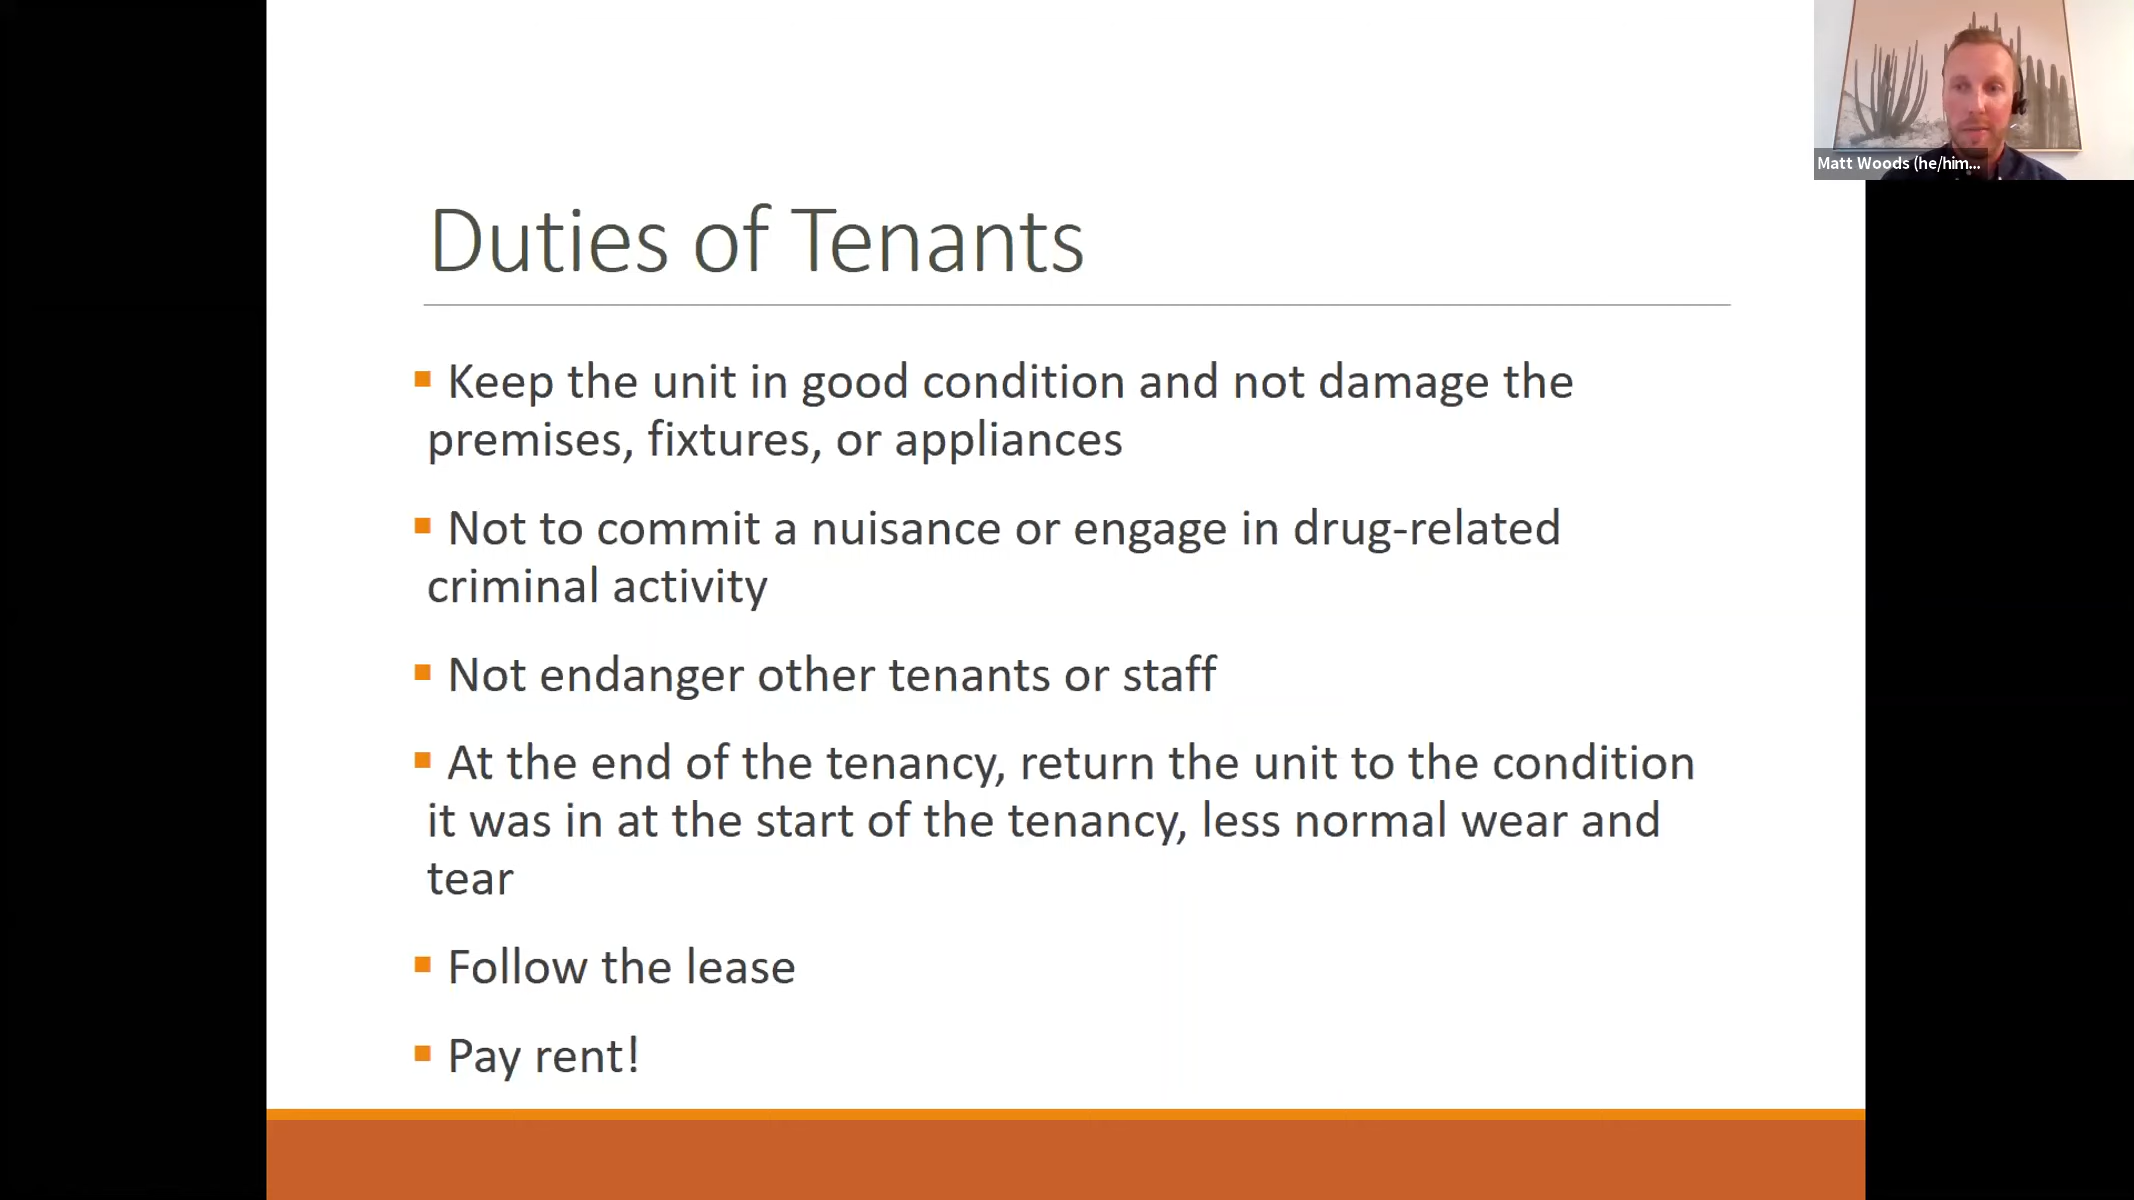 Matt Woods (he/him...
Duties of Tenants
▪ Keep the unit in good condition and not damage the
premises, fixtures, or appliances
▪ Not to commit a nuisance or engage in drug-related
criminal activity
▪ Not endanger other tenants or staff
▪ At the end of the tenancy, return the unit to the condition
it was in at the start of the tenancy, less normal wear and
tear
▪ Follow the lease
▪ Pay rent!